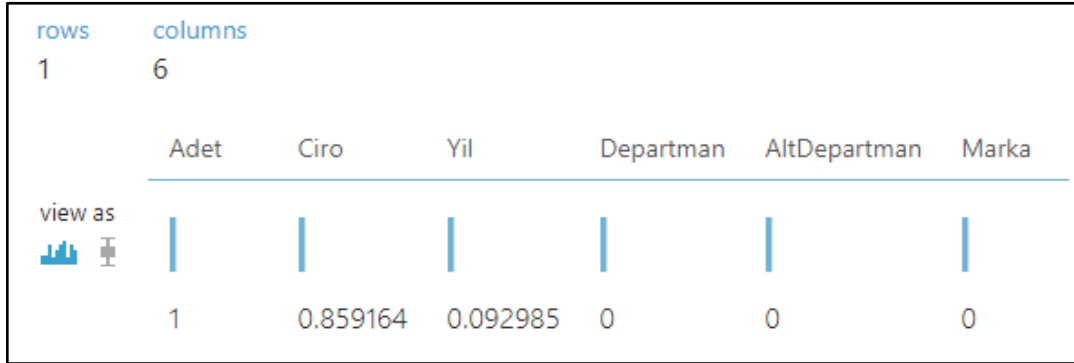 rows columns
1 6
Adet Ciro Yil Departman AltDepartman Marka
view as
1 0.859164 0.092985 0 0 0